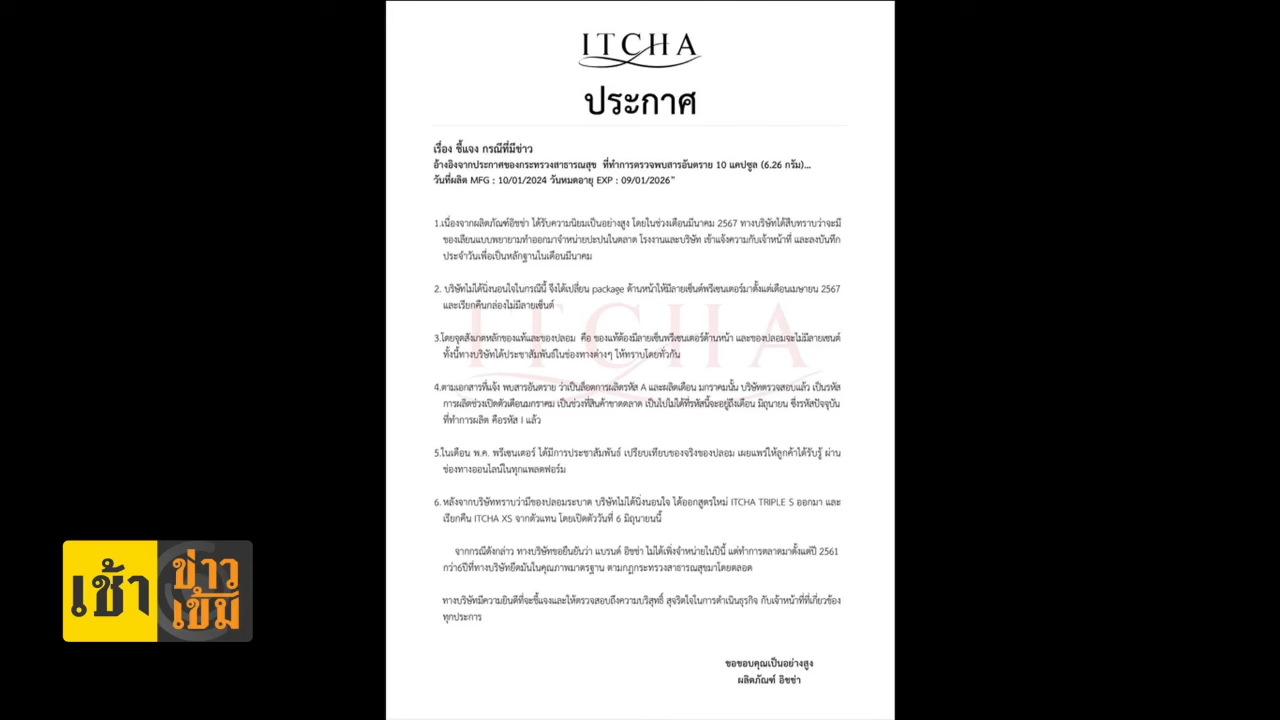 ITCHA
ประกาศ
เรื่อง ชี้แจง กรณีที่มีข่าว
อ้างอิงจากประกาศของกระทรวงสาธารณสุข ที่ทำการตรวจพบสารอันตราย 10 แคปซูล (6.26 กรัม)...
วันที่ผลิต MFG : 10/01/2024 วันหมดอายุ EXP : 09/01/2026"
1.เนื่องจากผลิตภัณฑ์อิชช่า ได้รับความนิยมเป็นอย่างสูง โดยในช่วงเดือนมีนาคม 2567 ทางบริษัทได้สืบทราบว่าจะมี
ของเลียนแบบพยายามทำออกมาจำหน่ายปะปนในตลาด โรงงานและบริษัท เข้าแจ้งความกับเจ้าหน้าที่ และลงบันทึก
ประจำวันเพื่อเป็นหลักฐานในเดือนมีนาคม
2. บริษัทไม่ได้นิ่งนอนใจในกรณีนี้ จึงได้เปลี่ยน package ด้านหน้าให้มีลายเซ็นต์พรีเซนเตอร์มาตั้งแต่เดือนเมษายน 2567
และเรียกคืนกล่องไม่มีลายเซ็นต์
3.โดยจุดสังเกตหลักของแท้และของปลอม คือ ของแท้ต้องมีลายเซ็นพรีเซนเตอร์ด้านหน้า และของปลอมจะไม่มีลายเซนต์
ทั้งนี้ทางบริษัทได้ประชาสัมพันธ์ในช่องทางต่างๆ ให้ทราบโดยทั่วกัน
4.ตามเอกสารที่แจ้ง พบสารอันตราย ว่าเป็นล็อตการผลิตรหัส A และผลิตเดือน มกราคมนั้น บริษัทตรวจสอบแล้ว เป็นรหัส
การผลิตช่วงเปิดตัวเดือนมกราคม เป็นช่วงที่สินค้าขาดตลาด เป็นไปไม่ได้ที่รหัสนี้จะอยู่ถึงเดือน มิถุนายน ซึ่งรหัสปัจจุบัน
ที่ทำการผลิต คือรหัส I แล้ว
5.ในเดือน พ.ค. พรีเซนเตอร์ ได้มีการประชาสัมพันธ์ เปรียบเทียบของจริงของปลอม เผยแพร่ให้ลูกค้าได้รับรู้ ผ่าน
ช่องทางออนไลน์ในทุกแพลตฟอร์ม
6. หลังจากบริษัททราบว่ามีของปลอมระบาด บริษัทไม่ได้นิ่งนอนใจ ได้ออกสูตรใหม่ ITCHA TRIPLE S ออกมา และ
เรียกคืน ITCHA XS จากตัวแทน โดยเปิดตัววันที่ 6 มิถุนายนนี้
จากกรณีดังกล่าว ทางบริษัทขอยืนยันว่า แบรนด์ อิชช่า ไม่ได้เพิ่งจำหน่ายในปีนี้ แต่ทำการตลาดมาตั้งแต่ปี 2561
กว่า6ปีที่ทางบริษัทยึดมั่นในคุณภาพมาตรฐาน ตามกฎกระทรวงสาธารณสุขมาโดยตลอด
ทางบริษัทมีความยินดีที่จะชี้แจงและให้ตรวจสอบถึงความบริสุทธิ์ สุจริตใจในการดำเนินธุรกิจ กับเจ้าหน้าที่ที่เกี่ยวข้อง
ทุกประการ
ขอขอบคุณเป็นอย่างสูง
ผลิตภัณฑ์ อิชช่า
ITCHA
เช้า
ข่าว
เข้ม